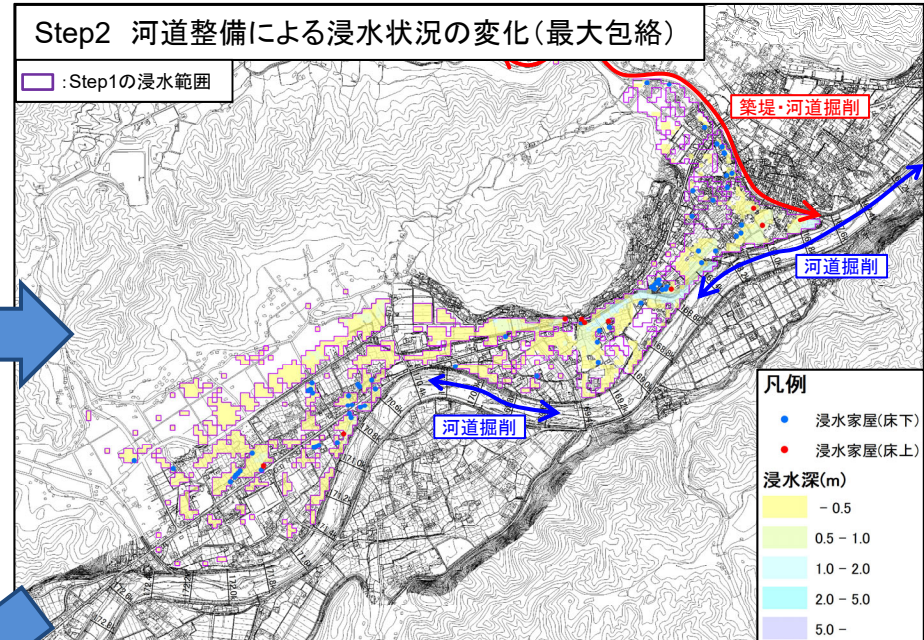 Step2 河道整備による浸水状況の変化(最大包絡)
:Step1の浸水範囲
築堤・河道掘削
河道掘削
河道掘削
凡例
浸水家屋(床下)
浸水家屋(床上)
浸水深(m)
- 0.5
0.5 - 1.0
1.0 - 2.0
2.0 - 5.0
5.0 -